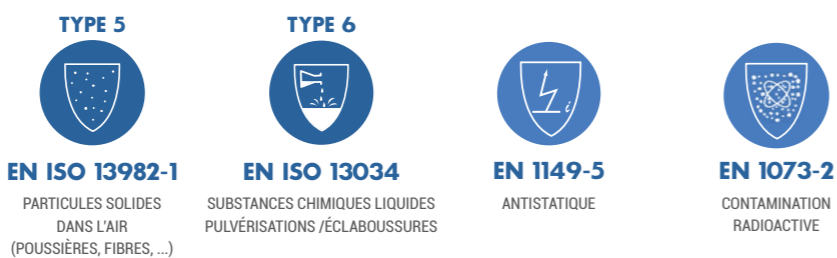 TYPE 5
EN ISO 13982-1
PARTICULES SOLIDES
DANS L'AIR
(POUSSIÈRES, FIBRES, ...)
TYPE 6
EN ISO 13034
SUBSTANCES CHIMIQUES LIQUIDES
PULVÉRISATIONS /ÉCLABOUSSURES
i
EN 1149-5
ANTISTATIQUE
EN 1073-2
CONTAMINATION
RADIOACTIVE